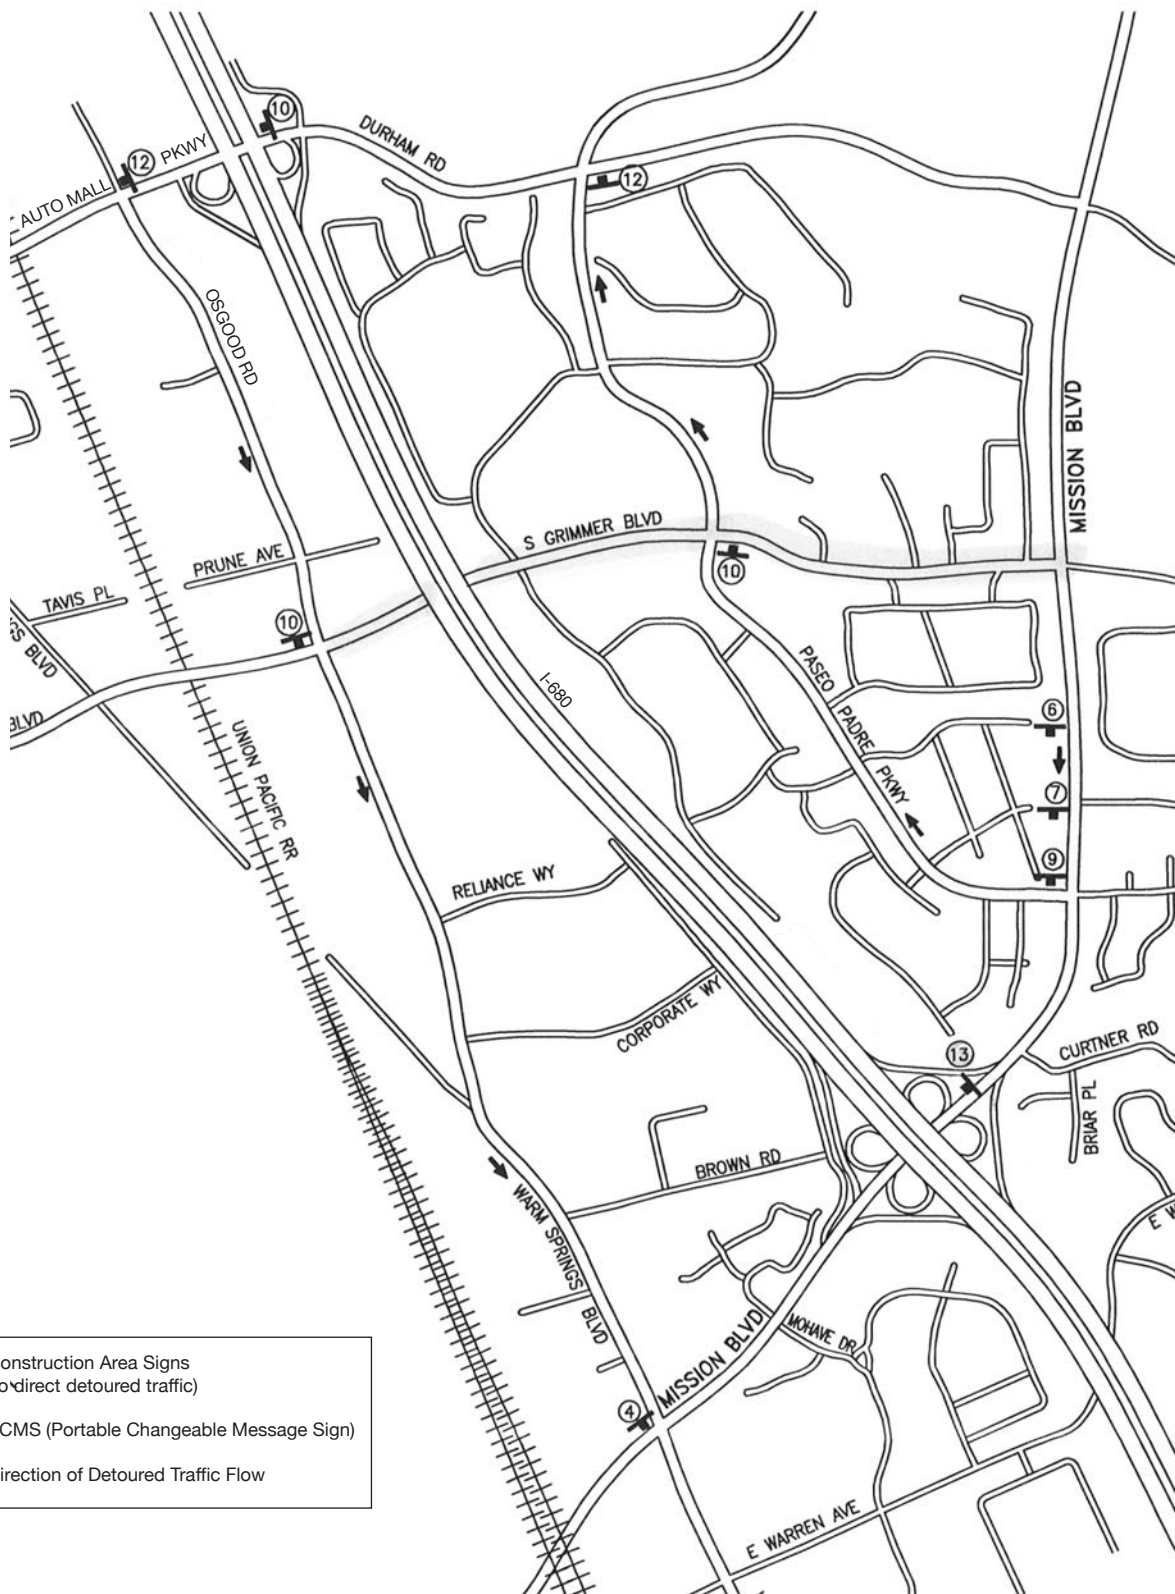 10
DURHAM RD
12
PKWY
AUTO MALL
12
OSGOOD RD
MISSION BLVD
S GRIMMER BLVD
PRUNE AVE
10
TAVIS PL
10
GS BLVD
PASEO PADRE PKWY
I-680
BLVD
6
UNION PACIFIC RR
7
9
RELIANCE WY
CORPORATE WY
13
CURTNER RD
BRIAR PL
BROWN RD
WARM SPRINGS BLVD
E W
MISSION BLVD
MOHAVE DR
4
onstruction Area Signs
o direct detoured traffic)
CMS (Portable Changeable Message Sign)
irection of Detoured Traffic Flow
E WARREN AVE